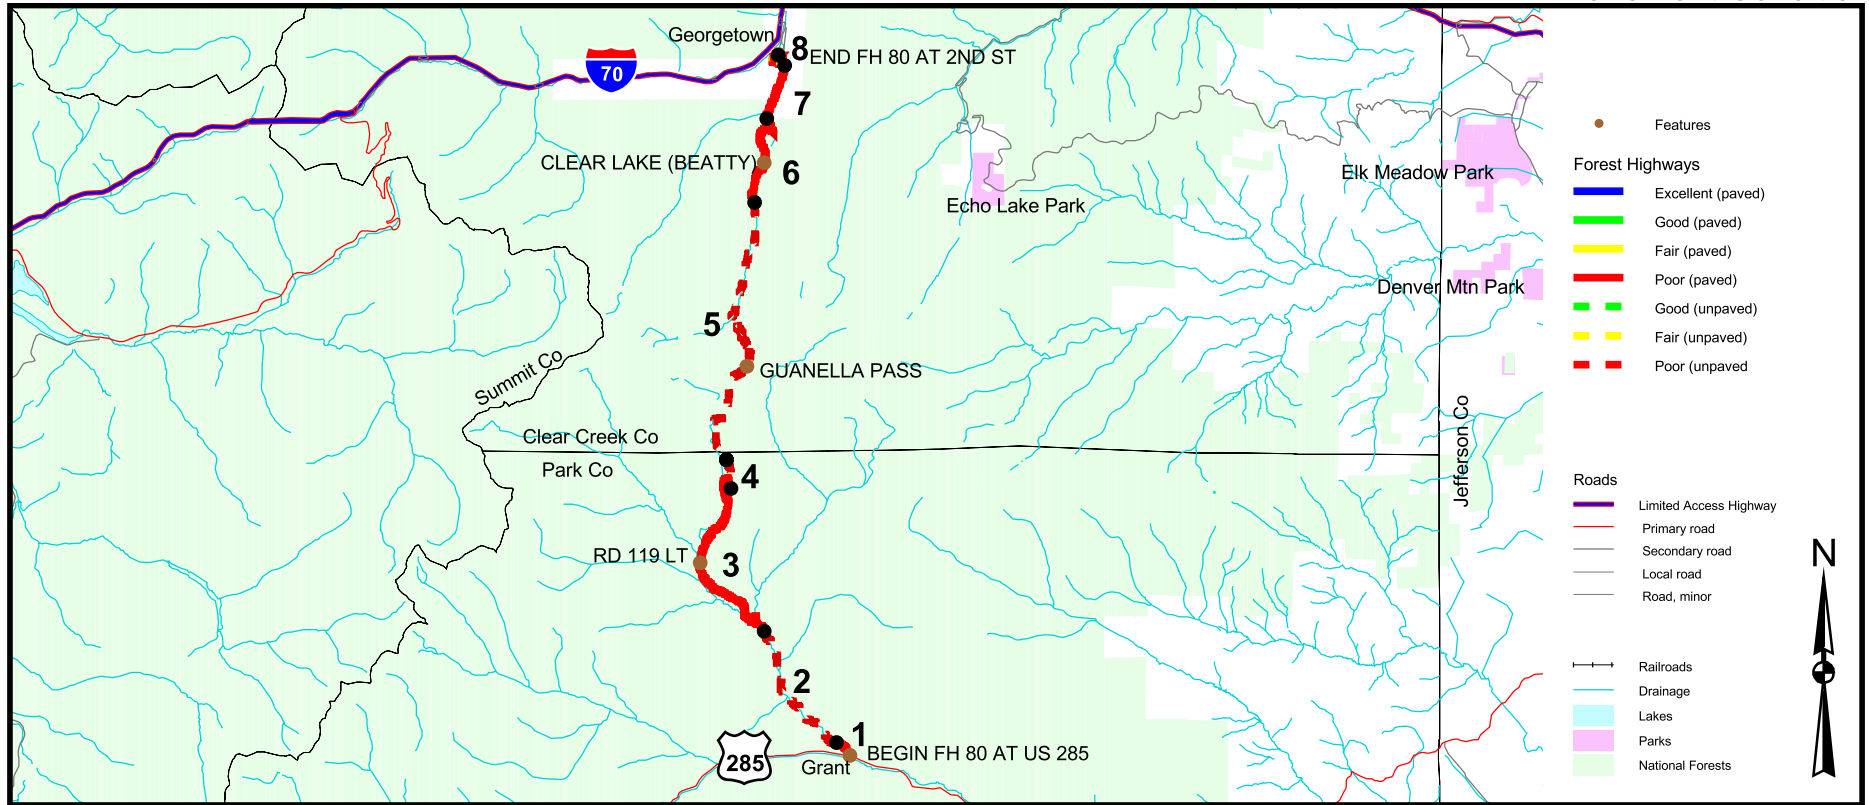 Georgetown
8
END FH 80 AT 2ND ST
70
7
CLEAR LAKE (BEATTY)
6
Echo Lake Park
Elk Meadow Park
Denver Mtn Park
5
GUANELLA PASS
Summit Co
Clear Creek Co
Park Co
Jefferson Co
4
RD 119 LT
3
2
1
BEGIN FH 80 AT US 285
285
Grant
Features
Forest Highways
Excellent (paved)
Good (paved)
Fair (paved)
Poor (paved)
Good (unpaved)
Fair (unpaved)
Poor (unpaved
Roads
Limited Access Highway
Primary road
Secondary road
Local road
Road, minor
N
Railroads
Drainage
Lakes
Parks
National Forests